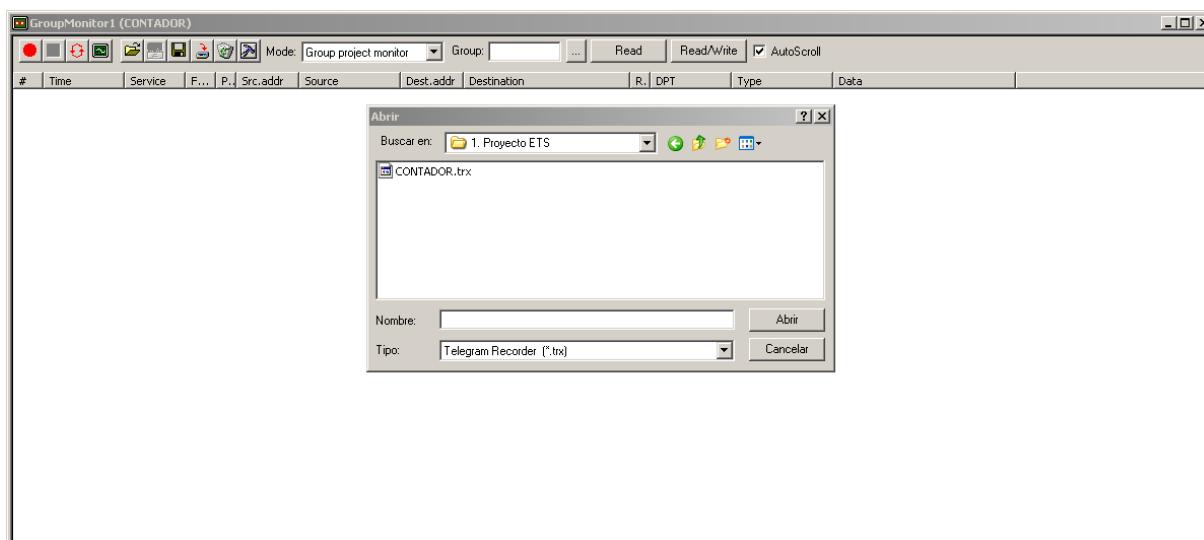 GroupMonitor1 (CONTADOR)
Mode: Group project monitor Group: ... Read Read/Write AutoScroll
# Time Service F... P.. Src.addr Source Dest.addr Destination R. DPT Type Data
Abrir
Buscar en: 1. Proyecto ETS
CONTADOR.trx
Nombre: Abrir
Tipo: Telegram Recorder (*.trx) Cancelar